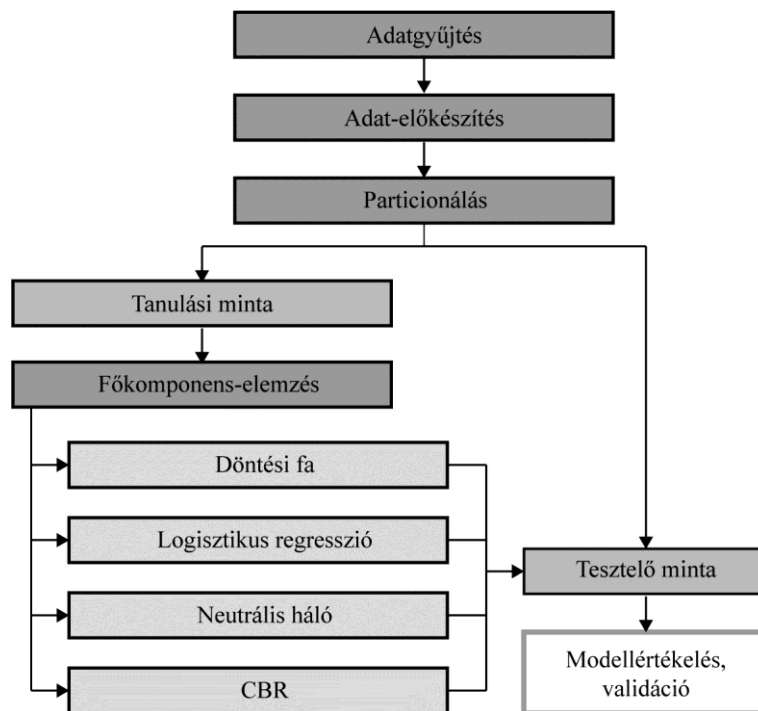 Adatgyűjtés
Adat-előkészítés
Particionálás
Tanulási minta
Főkomponens-elemzés
Döntési fa
Logisztikus regresszió
Neutrális háló
CBR
Tesztelő minta
Modellértékelés,
validáció